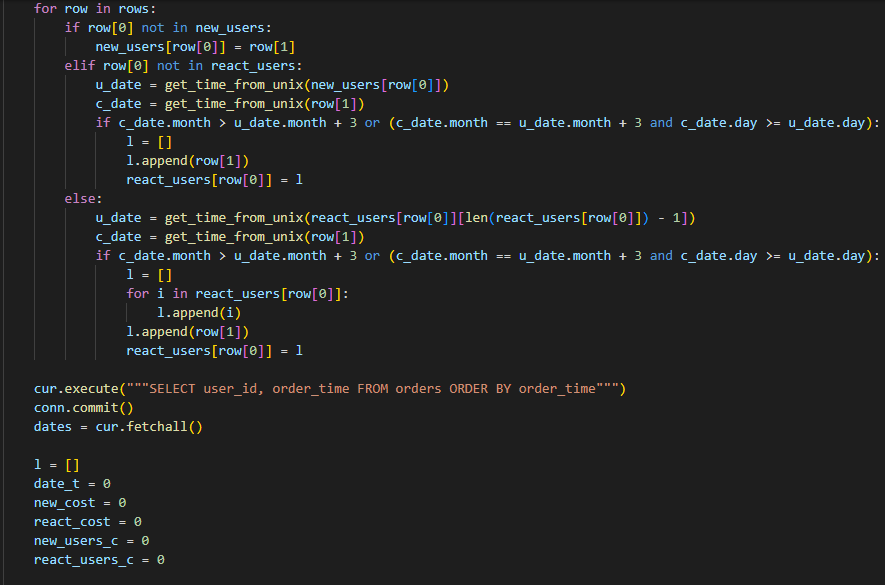 for row in rows:
    if row[0] not in new_users:
        new_users[row[0]] = row[1]
    elif row[0] not in react_users:
        u_date = get_time_from_unix(new_users[row[0]])
        c_date = get_time_from_unix(row[1])
        if c_date.month > u_date.month + 3 or (c_date.month == u_date.month + 3 and c_date.day >= u_date.day):
            l = []
            l.append(row[1])
            react_users[row[0]] = l
    else:
        u_date = get_time_from_unix(react_users[row[0]][len(react_users[row[0]]) - 1])
        c_date = get_time_from_unix(row[1])
        if c_date.month > u_date.month + 3 or (c_date.month == u_date.month + 3 and c_date.day >= u_date.day):
            l = []
            for i in react_users[row[0]]:
                l.append(i)
            l.append(row[1])
            react_users[row[0]] = l

cur.execute("""SELECT user_id, order_time FROM orders ORDER BY order_time""")
conn.commit()
dates = cur.fetchall()

l = []
date_t = 0
new_cost = 0
react_cost = 0
new_users_c = 0
react_users_c = 0